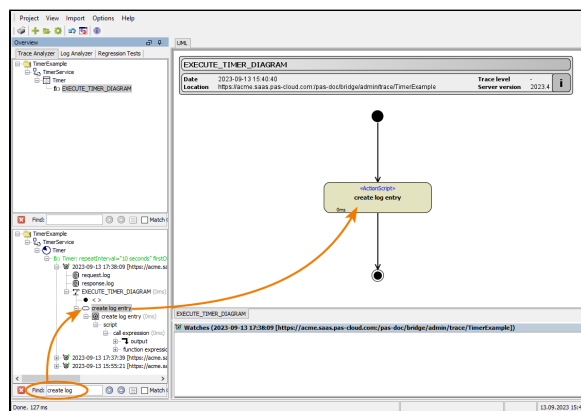 Project View Import Options Help
Overview
Trace Analyzer Log Analyzer Regression Tests
TimerExample
TimerService
Timer
EXECUTE_TIMER_DIAGRAM
Find: Match
TimerExample
TimerService
Timer
Timer: repeatInterval="10 seconds"
2023-09-13 17:38:09 [https://acme.sa
request.log
response.log
EXECUTE_TIMER_DIAGRAM (0ms)
< >
create log entry
create log entry (0ms)
script
call expression (0ms)
output
function expressic
2023-09-13 17:37:39 [https://acme.sa
2023-09-13 15:55:21 [https://acme.sa
Find: create log Match
Done. 127 ms
UML
EXECUTE_TIMER_DIAGRAM
Date 2023-09-13 15:40:40 Trace level -
Location https://acme.saas.pas-cloud.com:/pas-doc/bridge/admin/trace/TimerExample Server version 2023.4
i
«ActionScript»
create log entry
0ms
EXECUTE_TIMER_DIAGRAM
Watches (2023-09-13 17:38:09 [https://acme.saas.pas-cloud.com:/pas-doc/bridge/admin/trace/TimerExample])
13.09.2023